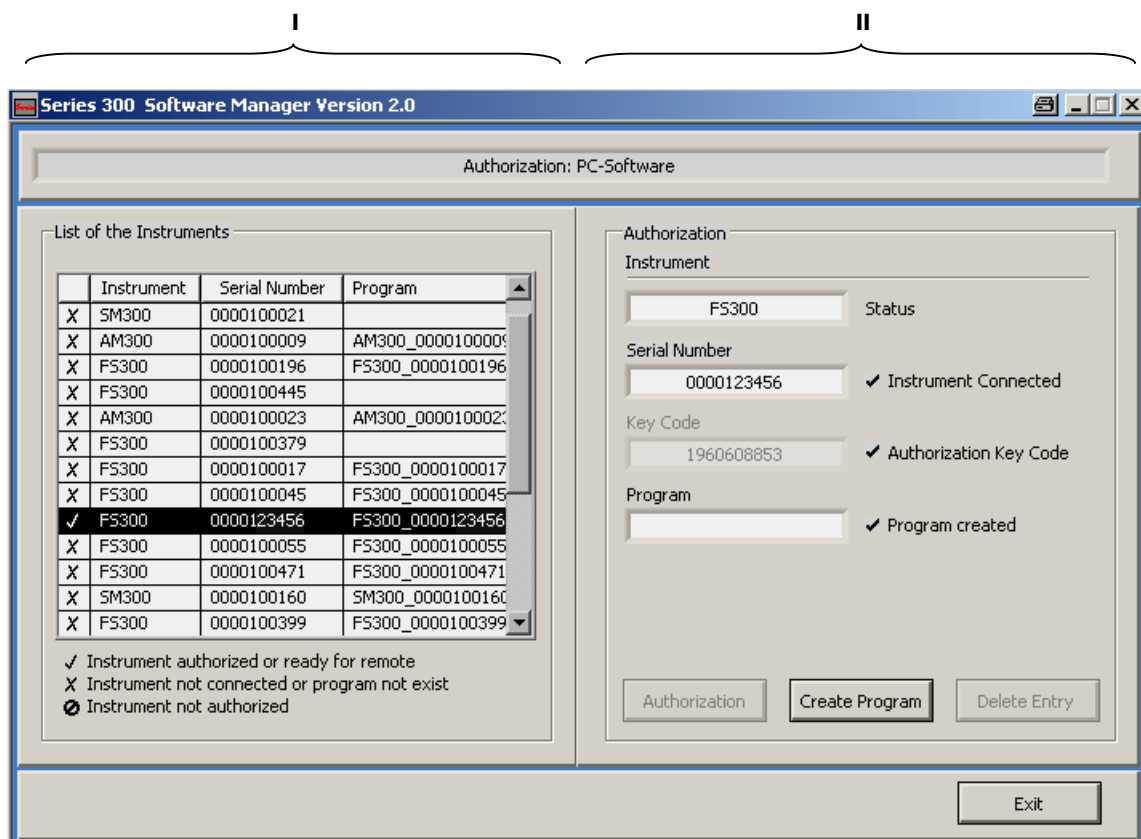 I II
Series 300 Software Manager Version 2.0
Authorization: PC-Software
List of the Instruments
Instrument Serial Number Program
X SM300 0000100021
X AM300 0000100009 AM300_0000100009
X FS300 0000100196 FS300_0000100196
X FS300 0000100445
X AM300 0000100023 AM300_0000100023
X FS300 0000100379
X FS300 0000100017 FS300_0000100017
X FS300 0000100045 FS300_0000100045
✓ FS300 0000123456 FS300_0000123456
X FS300 0000100055 FS300_0000100055
X FS300 0000100471 FS300_0000100471
X SM300 0000100160 SM300_0000100160
X FS300 0000100399 FS300_0000100399
✓ Instrument authorized or ready for remote
X Instrument not connected or program not exist
Instrument not authorized
Authorization
Instrument
FS300 Status
Serial Number
0000123456 ✓ Instrument Connected
Key Code
1960608853 ✓ Authorization Key Code
Program
✓ Program created
Authorization Create Program Delete Entry
Exit